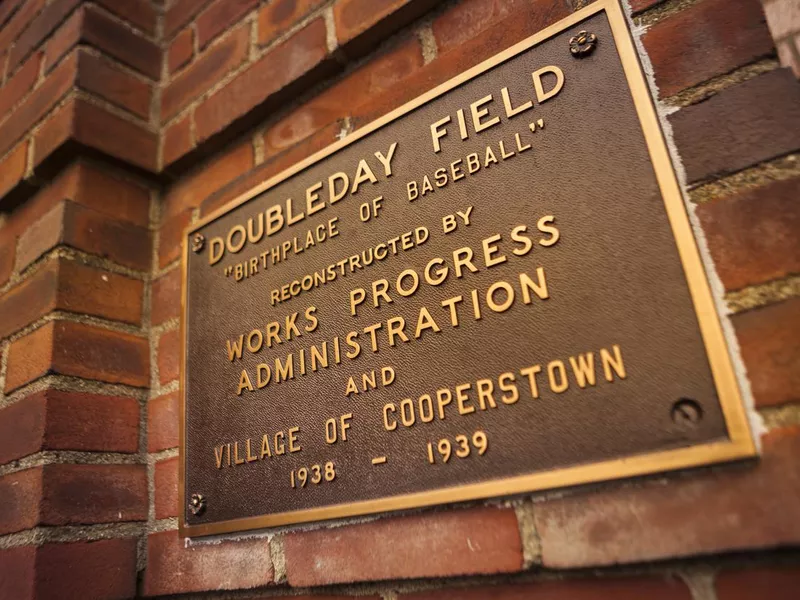 DOUBLEDAY FIELD
"BIRTHPLACE OF BASEBALL"
RECONSTRUCTED BY
WORKS PROGRESS
ADMINISTRATION
AND
VILLAGE OF COOPERSTOWN
1938 - 1939